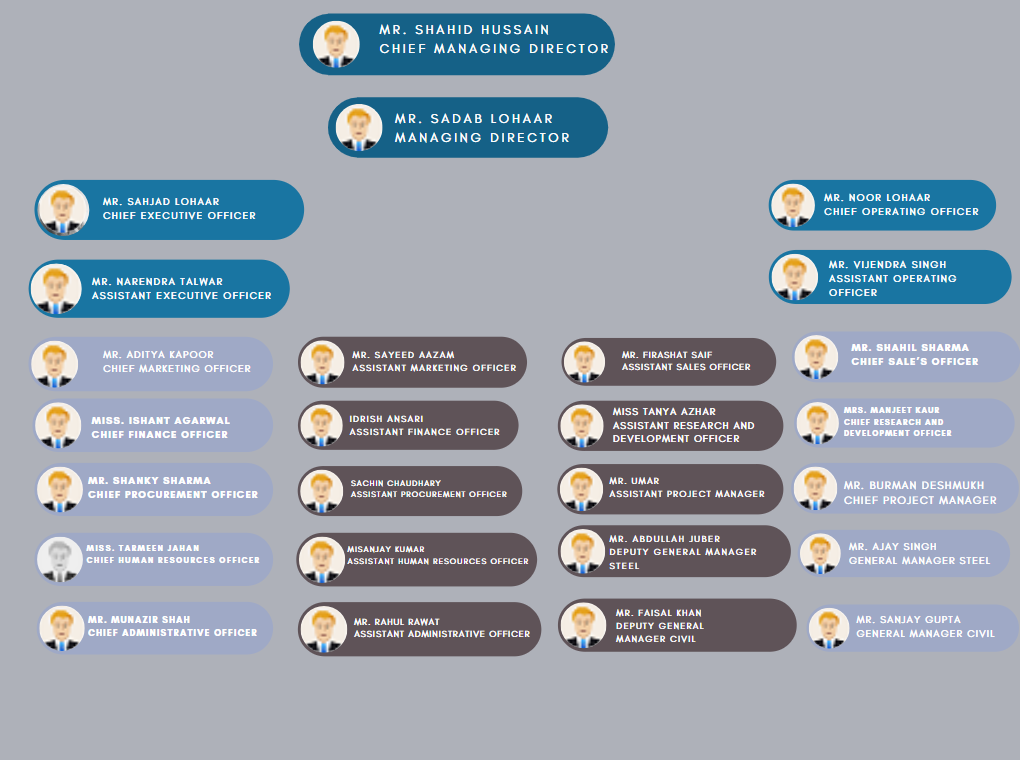 MR. SHAHID HUSSAIN
CHIEF MANAGING DIRECTOR
MR. SADAB LOHAAR
MANAGING DIRECTOR
MR. SAHJAD LOHAAR
CHIEF EXECUTIVE OFFICER
MR. NOOR LOHAAR
CHIEF OPERATING OFFICER
MR. NARENDRA TALWAR
ASSISTANT EXECUTIVE OFFICER
MR. VIJENDRA SINGH
ASSISTANT OPERATING
OFFICER
MR. ADITYA KAPOOR
CHIEF MARKETING OFFICER
MR. SAYEED AAZAM
ASSISTANT MARKETING OFFICER
MR. FIRASHAT SAIF
ASSISTANT SALES OFFICER
MR. SHAHIL SHARMA
CHIEF SALE'S OFFICER
MISS. ISHANT AGARWAL
CHIEF FINANCE OFFICER
IDRISH ANSARI
ASSISTANT FINANCE OFFICER
MISS TANYA AZHAR
ASSISTANT RESEARCH AND
DEVELOPMENT OFFICER
MRS. MANJEET KAUR
CHIEF RESEARCH AND
DEVELOPMENT OFFICER
MR. SHANKY SHARMA
CHIEF PROCUREMENT OFFICER
SACHIN CHAUDHARY
ASSISTANT PROCUREMENT OFFICER
MR. UMAR
ASSISTANT PROJECT MANAGER
MR. BURMAN DESHMUKH
CHIEF PROJECT MANAGER
MISS. TARMEEN JAHAN
CHIEF HUMAN RESOURCES OFFICER
MISANJAY KUMAR
ASSISTANT HUMAN RESOURCES OFFICER
MR. ABDULLAH JUBER
DEPUTY GENERAL MANAGER
STEEL
MR. AJAY SINGH
GENERAL MANAGER STEEL
MR. MUNAZIR SHAH
CHIEF ADMINISTRATIVE OFFICER
MR. RAHUL RAWAT
ASSISTANT ADMINISTRATIVE OFFICER
MR. FAISAL KHAN
DEPUTY GENERAL
MANAGER CIVIL
MR. SANJAY GUPTA
GENERAL MANAGER CIVIL